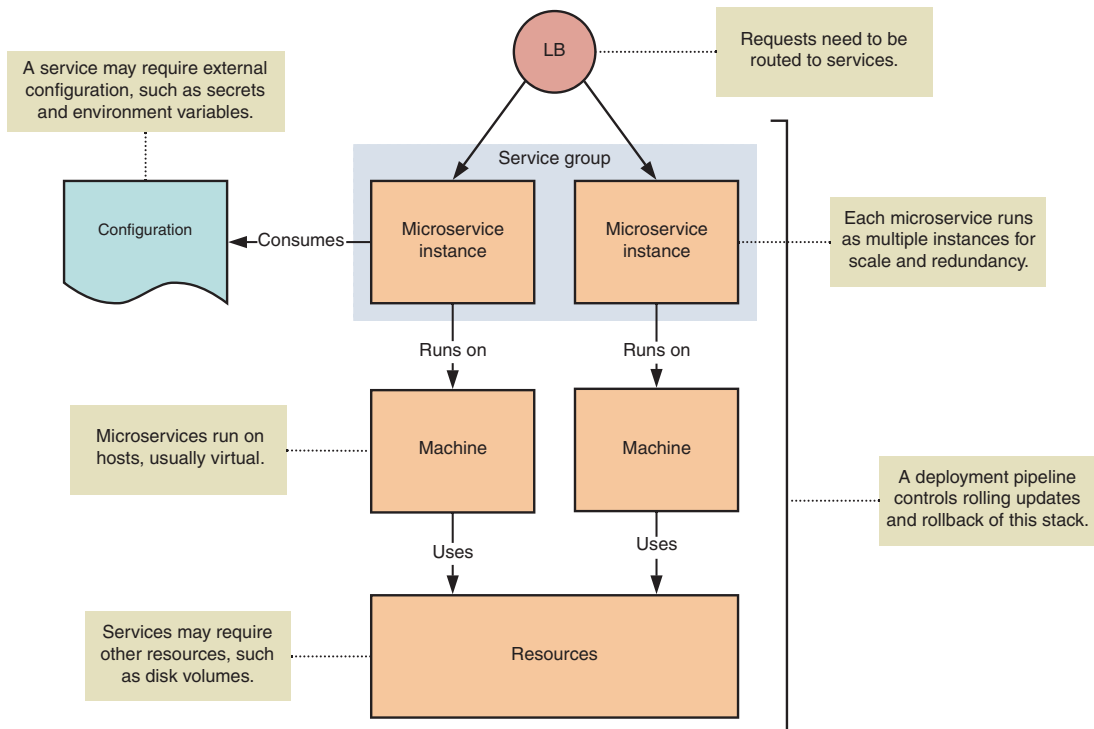 LB
Requests need to be
routed to services.
A service may require external
configuration, such as secrets
and environment variables.
Service group
Configuration
Consumes
Microservice
instance
Microservice
instance
Each microservice runs
as multiple instances for
scale and redundancy.
Runs on
Runs on
Microservices run on
hosts, usually virtual.
Machine
Machine
A deployment pipeline
controls rolling updates
and rollback of this stack.
Uses
Uses
Services may require
other resources, such
as disk volumes.
Resources